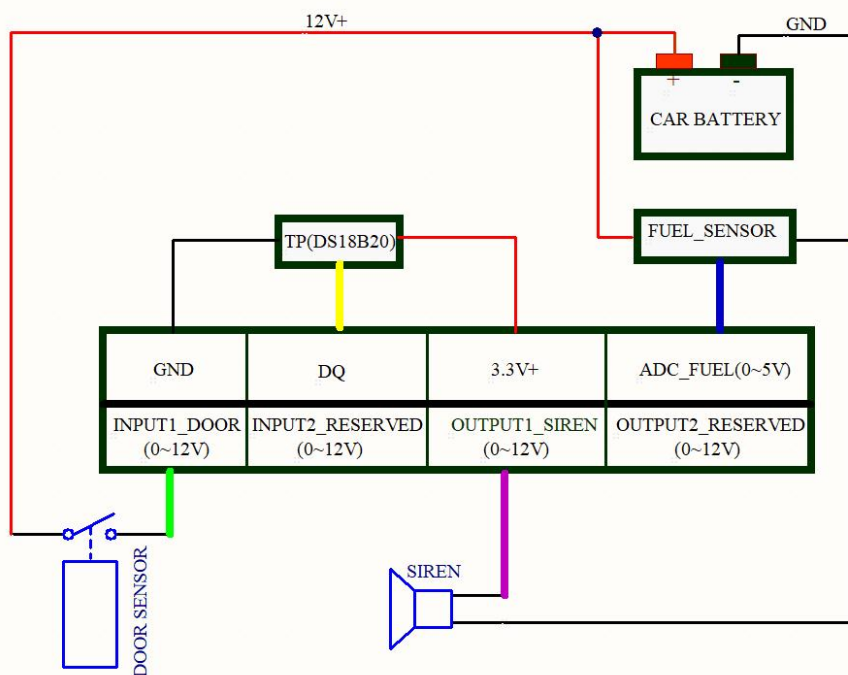 12V+
GND
+
-
CAR BATTERY
TP(DS18B20)
FUEL_SENSOR
GND
DQ
3.3V+
ADC_FUEL(0~5V)
INPUT1_DOOR
(0~12V)
INPUT2_RESERVED
(0~12V)
OUTPUT1_SIREN
(0~12V)
OUTPUT2_RESERVED
(0~12V)
DOOR SENSOR
SIREN